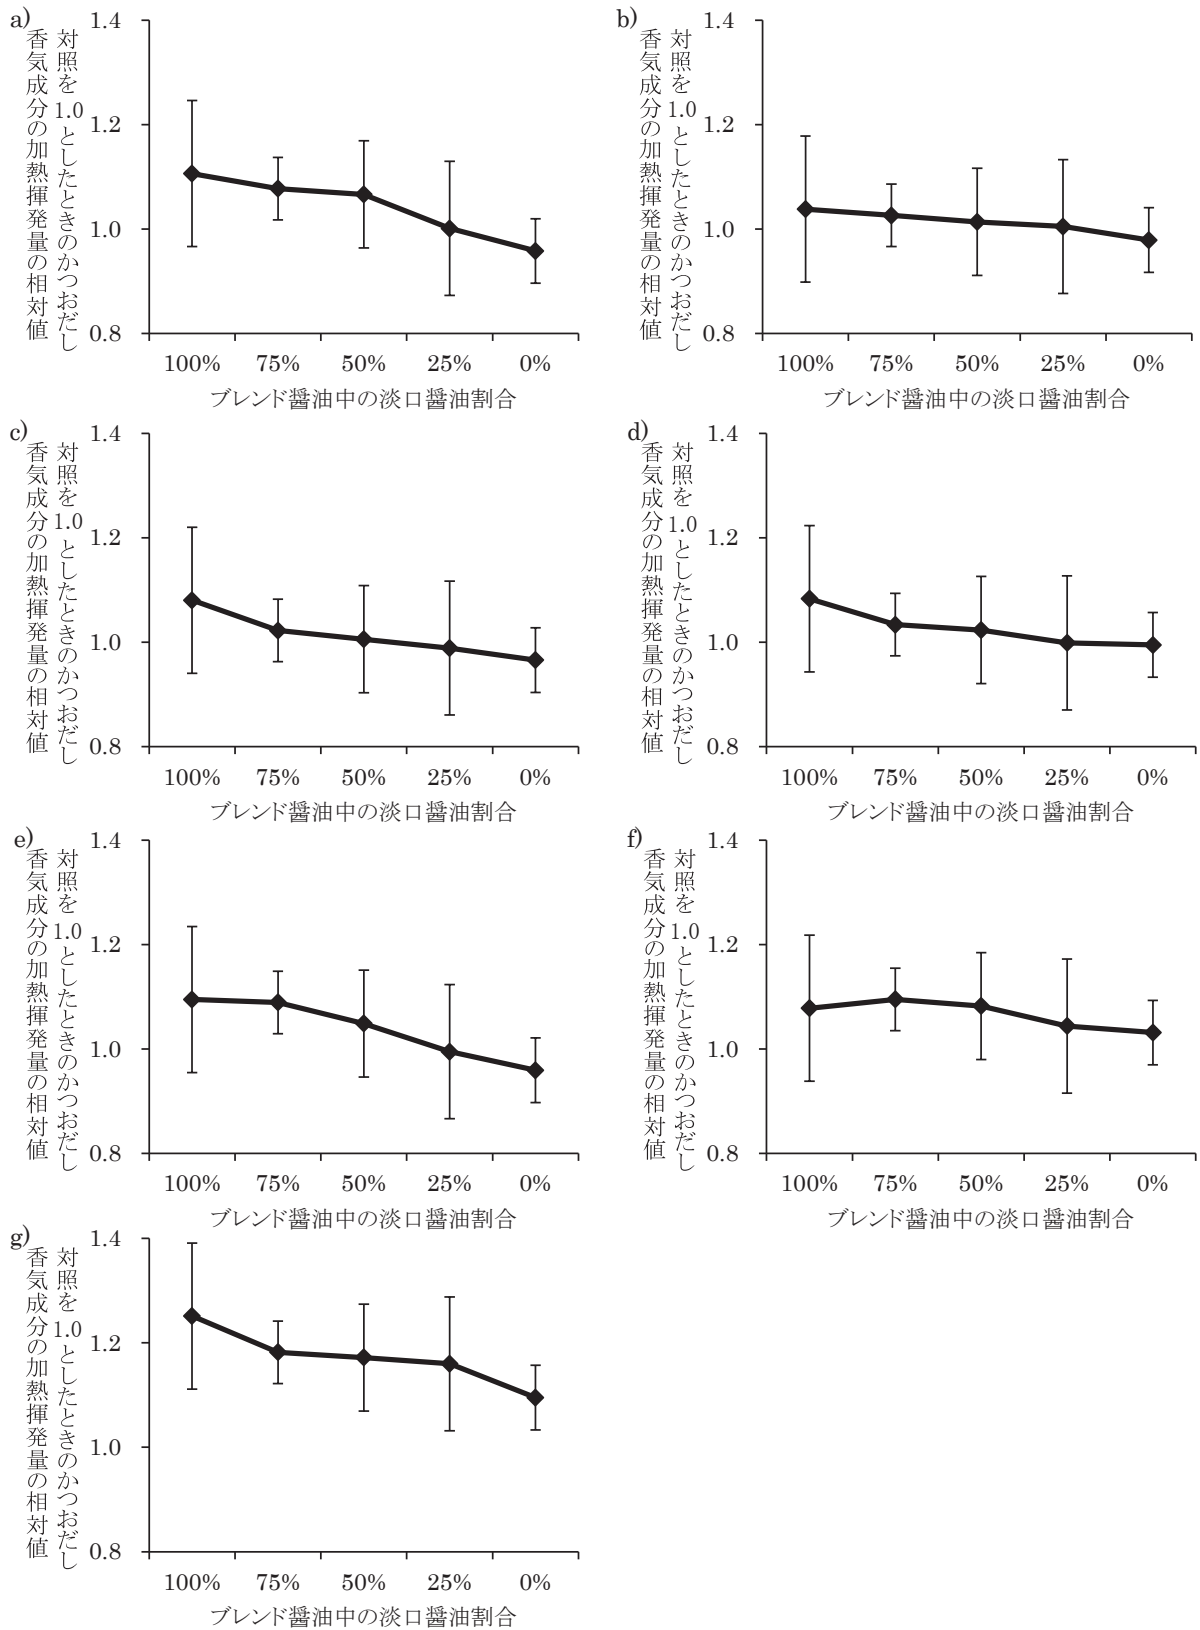 a)
対照を1.0としたときのかつおだし
香気成分の加熱揮発量の相対値
1.4
1.2
1.0
0.8
100% 75% 50% 25% 0%
ブレンド醤油中の淡口醤油割合
b)
対照を1.0としたときのかつおだし
香気成分の加熱揮発量の相対値
1.4
1.2
1.0
0.8
100% 75% 50% 25% 0%
ブレンド醤油中の淡口醤油割合
c)
対照を1.0としたときのかつおだし
香気成分の加熱揮発量の相対値
1.4
1.2
1.0
0.8
100% 75% 50% 25% 0%
ブレンド醤油中の淡口醤油割合
d)
対照を1.0としたときのかつおだし
香気成分の加熱揮発量の相対値
1.4
1.2
1.0
0.8
100% 75% 50% 25% 0%
ブレンド醤油中の淡口醤油割合
e)
対照を1.0としたときのかつおだし
香気成分の加熱揮発量の相対値
1.4
1.2
1.0
0.8
100% 75% 50% 25% 0%
ブレンド醤油中の淡口醤油割合
f)
対照を1.0としたときのかつおだし
香気成分の加熱揮発量の相対値
1.4
1.2
1.0
0.8
100% 75% 50% 25% 0%
ブレンド醤油中の淡口醤油割合
g)
対照を1.0としたときのかつおだし
香気成分の加熱揮発量の相対値
1.4
1.2
1.0
0.8
100% 75% 50% 25% 0%
ブレンド醤油中の淡口醤油割合